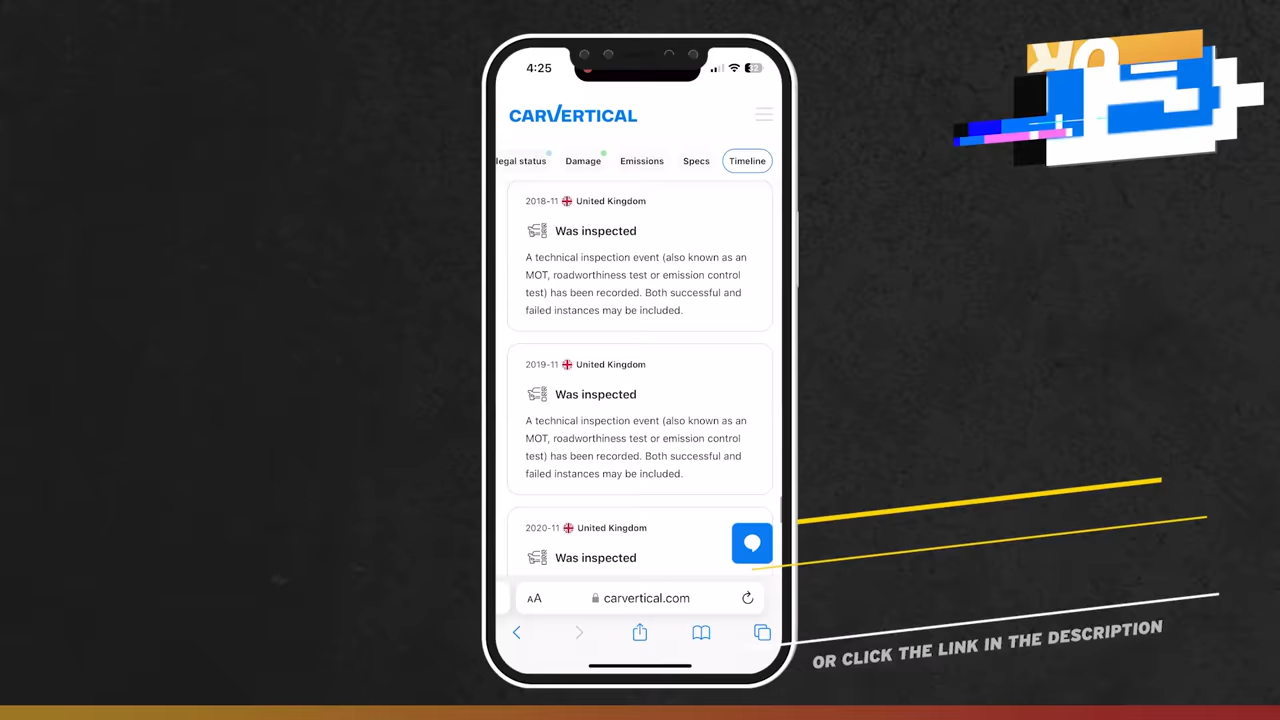 4:25
32
CARVERTICAL
legal status
Damage
Emissions
Specs
Timeline
2018-11 United Kingdom
Was inspected
A technical inspection event (also known as an
MOT, roadworthiness test or emission control
test) has been recorded. Both successful and
failed instances may be included.
2019-11 United Kingdom
Was inspected
A technical inspection event (also known as an
MOT, roadworthiness test or emission control
test) has been recorded. Both successful and
failed instances may be included.
2020-11 United Kingdom
Was inspected
AA
carvertical.com
OR CLICK THE LINK IN THE DESCRIPTION